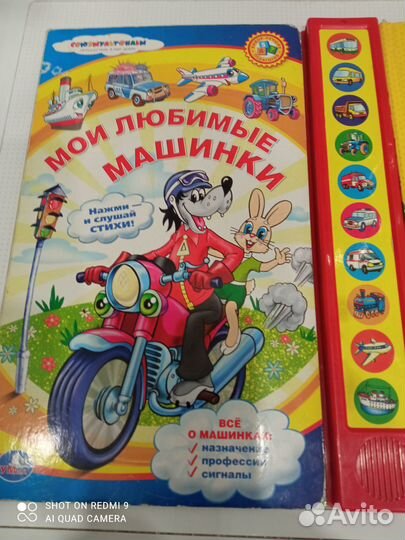 СОЮЗМУЛЬТФИЛЬМ
МОИ ЛЮБИМЫЕ
МАШИНКИ
Нажми —
и слушай
СТИХИ!
ВСЁ
О МАШИНКАХ:
назначение
профессии
сигналы
SHOT ON REDMI 9
AI QUAD CAMERA
Avito